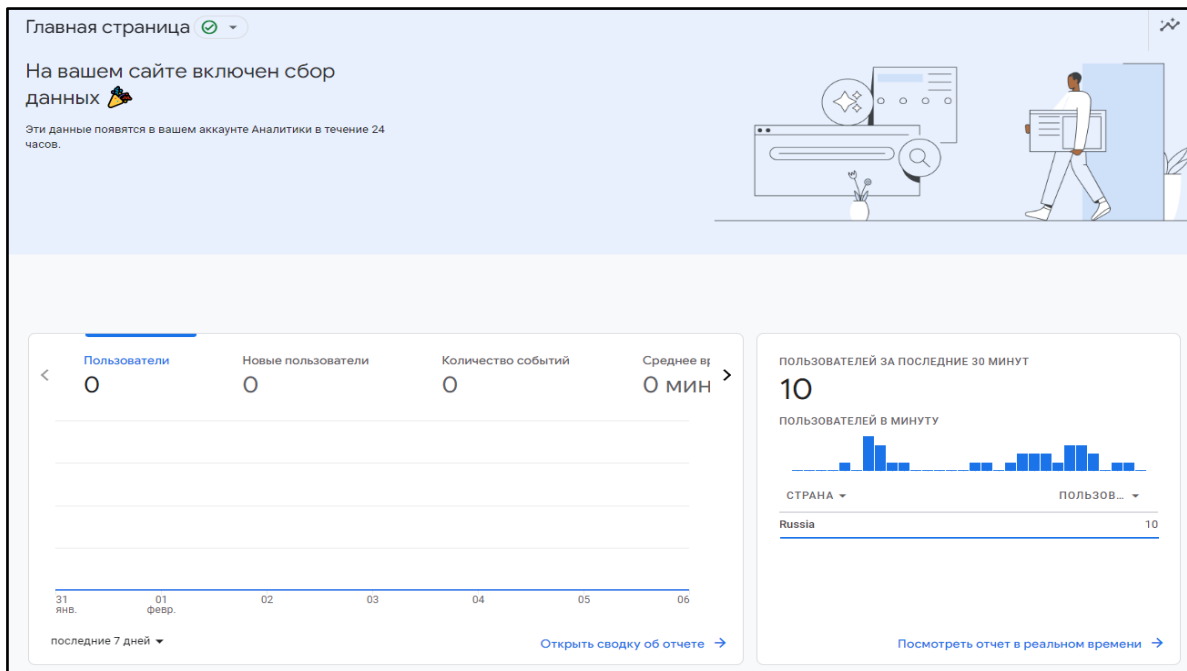 Главная страница
На вашем сайте включен сбор
данных
Эти данные появятся в вашем аккаунте Аналитики в течение 24
часов.
Пользователи
0
Новые пользователи
0
Количество событий
0
Среднее вр
0 мин
31
янв.
01
февр.
02
03
04
05
06
последние 7 дней
Открыть сводку об отчете
ПОЛЬЗОВАТЕЛЕЙ ЗА ПОСЛЕДНИЕ 30 МИНУТ
10
ПОЛЬЗОВАТЕЛЕЙ В МИНУТУ
СТРАНА
ПОЛЬЗОВ...
Russia
10
Посмотреть отчет в реальном времени